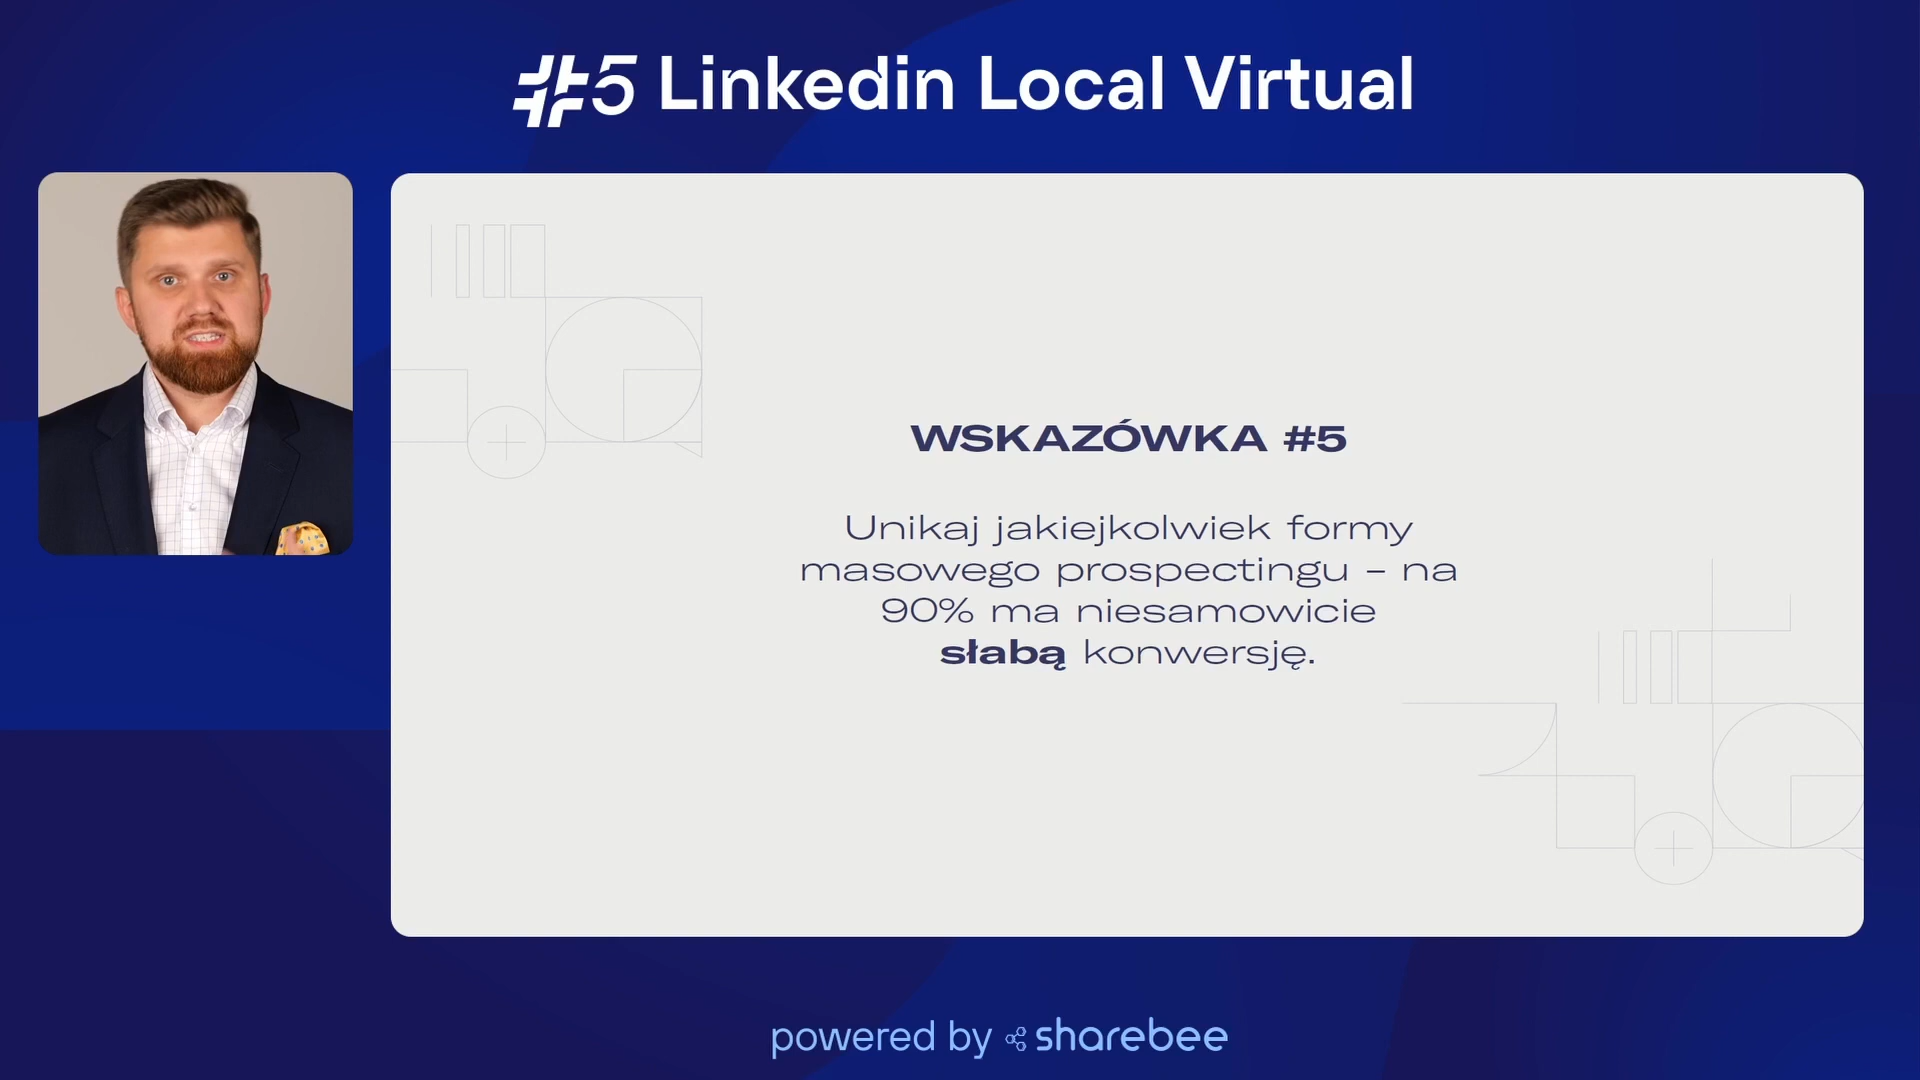 #5 Linkedin Local Virtual
WSKAZÓWKA #5
Unikaj jakiejkolwiek formy
masowego prospectingu – na
90% ma niesamowicie
słabą konwersję.
powered by sharebee